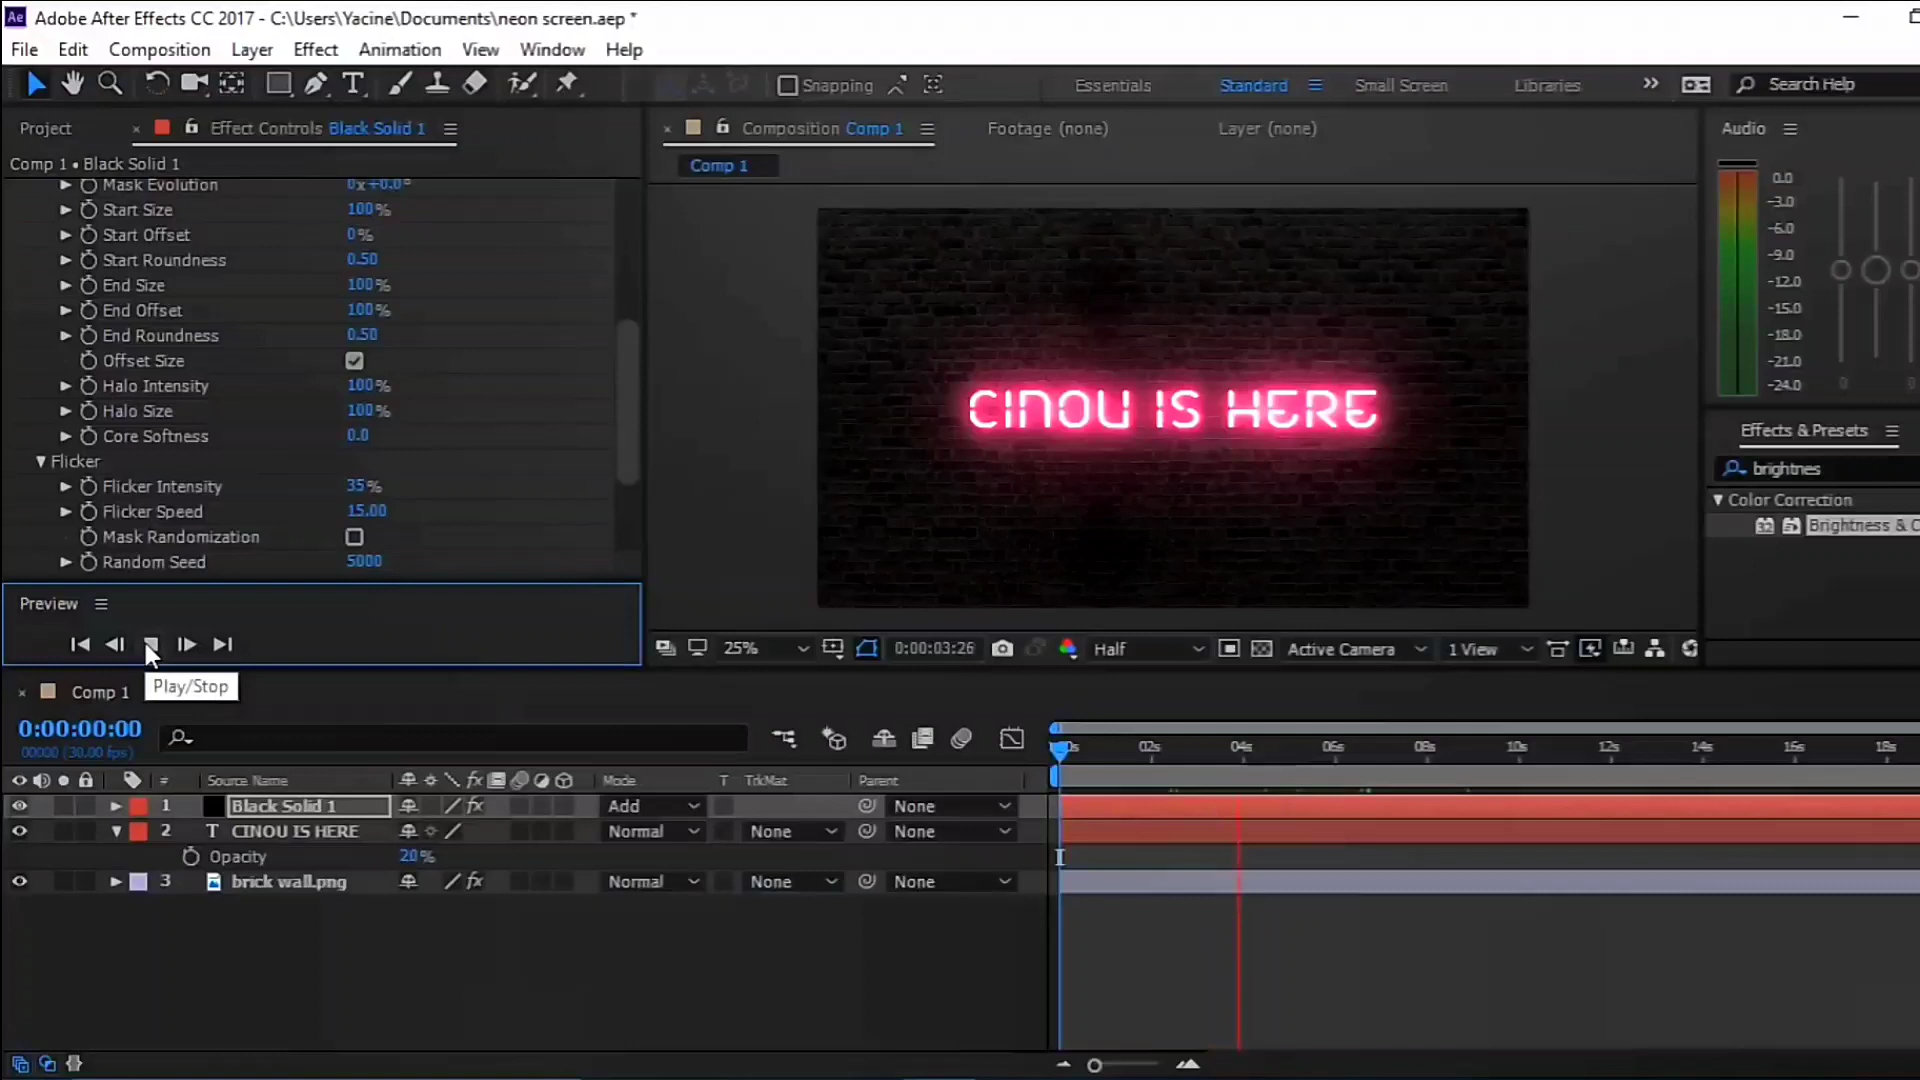 Adobe After Effects CC 2017 - C:\Users\Yacine\Documents\neon screen.aep *
File Edit Composition Layer Effect Animation View Window Help
Snapping Essentials Standard Small Screen Libraries Search Help
Project Effect Controls Black Solid 1
Composition Comp 1 Footage (none) Layer (none)
Audio
Comp 1 • Black Solid 1
Comp 1
Mask Evolution 0x+0.0°
Start Size 100%
Start Offset 0%
Start Roundness 0.50
End Size 100%
End Offset 100%
End Roundness 0.50
Offset Size
Halo Intensity 100%
Halo Size 100%
Core Softness 0.0
Flicker
Flicker Intensity 35%
Flicker Speed 15.00
Mask Randomization
Random Seed 5000
CINOU IS HERE
0.0
-3.0
-6.0
-9.0
-12.0
-15.0
-18.0
-21.0
-24.0
0 0
Effects & Presets
brightnes
Color Correction
32 Brightness & C
Preview
Play/Stop
25% 0:00:03:26 Half Active Camera 1 View
Comp 1
0:00:00:00
00000 (30.00 fps)
02s 04s 06s 08s 10s 12s 14s 16s 18s
# Source Name Mode T TrkMat Parent
1 Black Solid 1 Add None
2 T CINOU IS HERE Normal None None
Opacity 20%
3 brick wall.png Normal None None